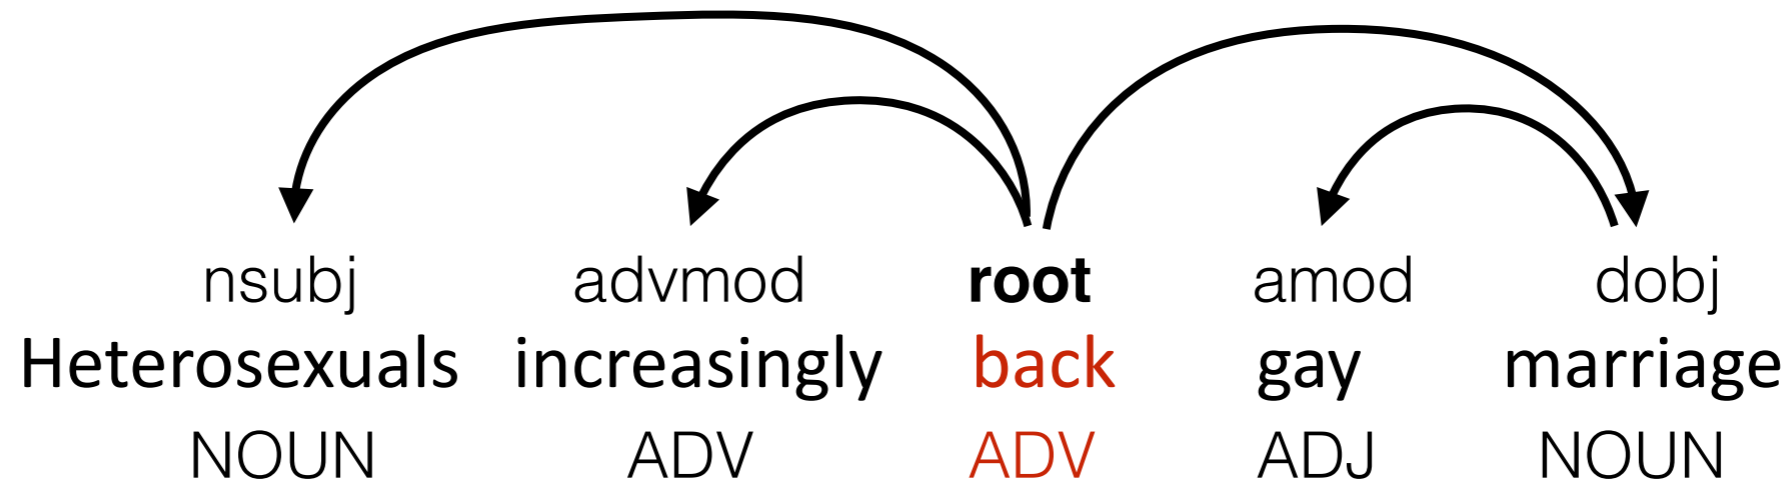 nsubj advmod root amod dobj
Heterosexuals increasingly back gay marriage
NOUN ADV ADV ADJ NOUN